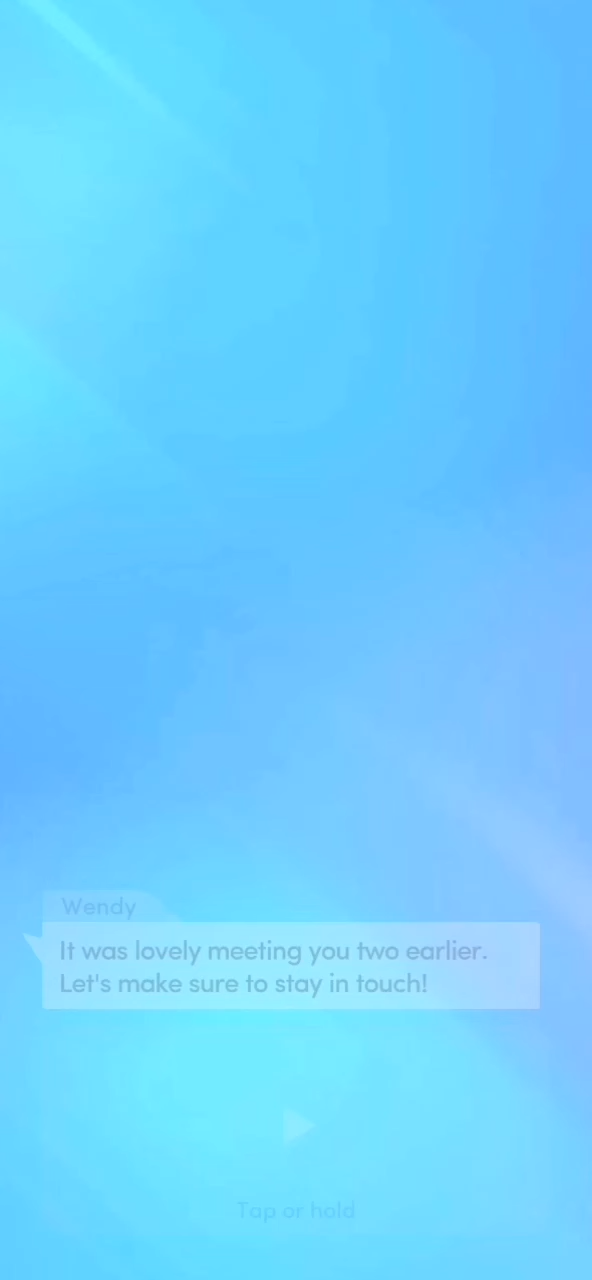 Wendy
It was lovely meeting you two earlier.
Let's make sure to stay in touch!
Tap or hold